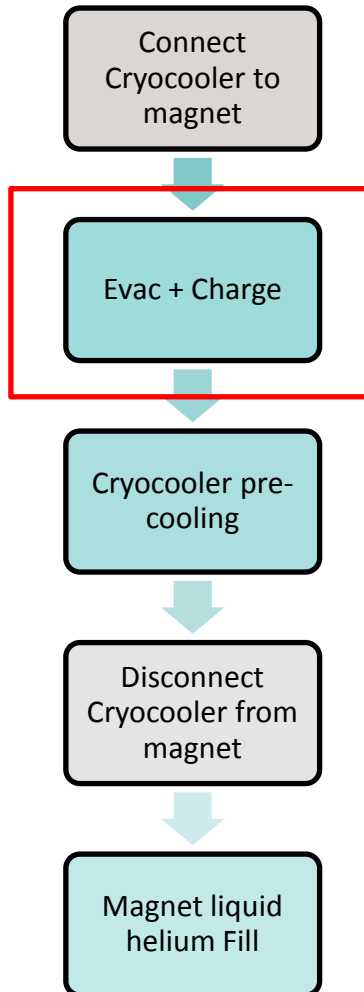 Connect
Cryocooler to
magnet
Evac + Charge
Cryocooler pre-
cooling
Disconnect
Cryocooler from
magnet
Magnet liquid
helium Fill